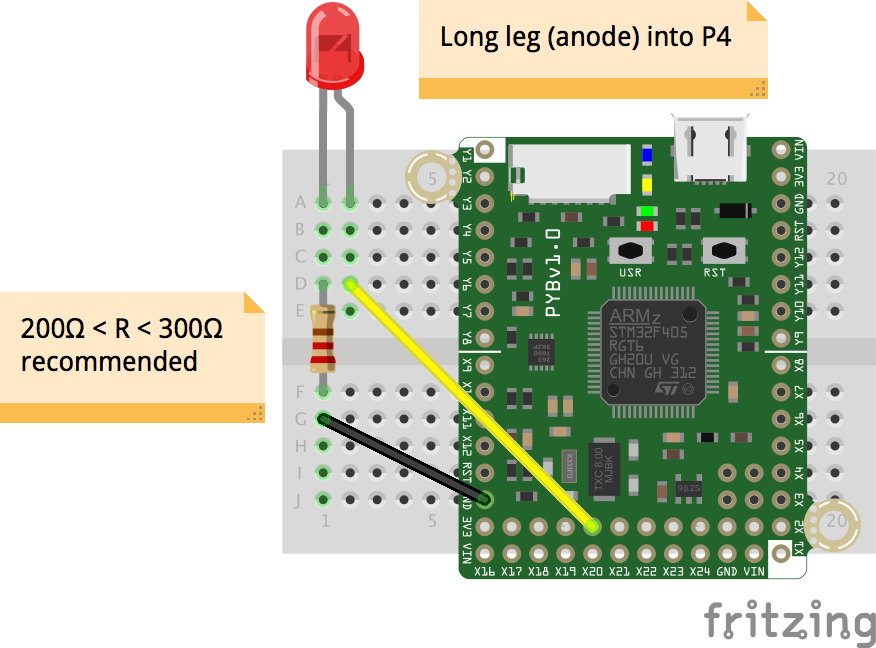 Long leg (anode) into P4
200Ω < R < 300Ω
recommended
5
20
A
B
C
D
E
F
G
H
I
J
1
5
20
Y1
Y2
Y3
Y4
Y5
Y6
Y7
Y8
X9
X11
X12
RST
3V3
VIN
VIN
3V3
GND
RST
Y12
Y11
Y10
Y9
X8
X7
X6
X5
X4
X3
X2
X1
PYBv1.0
USR
RST
ARM
STM32F405
RGT6
GH20U VG
CHN GH 312
ST
TXC 8.00
MJBK
X16 X17 X18 X19 X20 X21 X22 X23 X24 GND VIN
fritzing